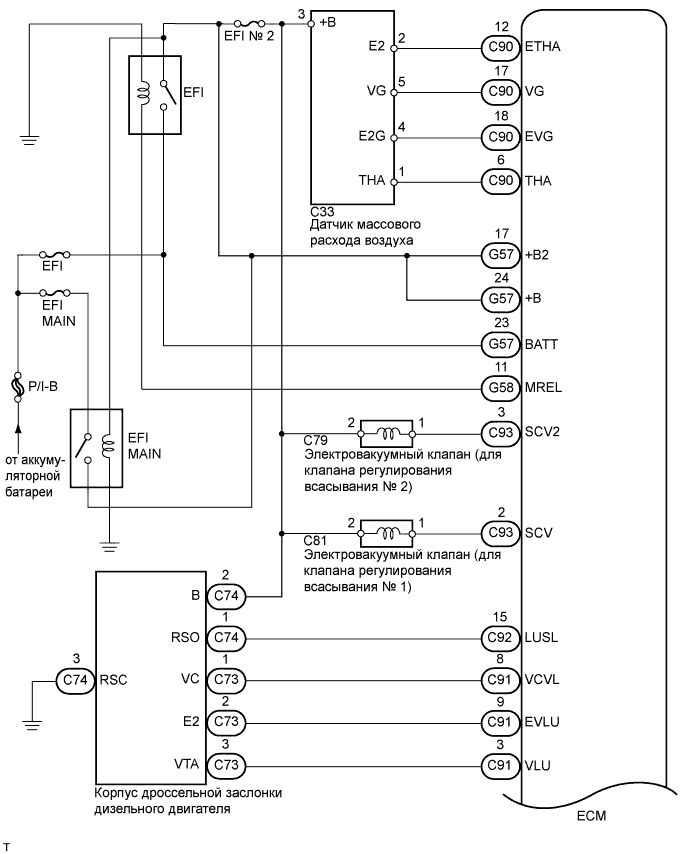 12
3
+B
2
E2
C90
ETHA
EFI № 2
17
5
VG
C90
VG
EFI
18
4
E2G
C90
EVG
6
1
THA
C90
THA
C33
Датчик массового
расхода воздуха
17
G57
+B2
EFI
24
G57
+B
EFI
MAIN
23
G57
BATT
11
G58
MREL
P/I-B
3
2
1
C93
SCV2
C79
Электровакуумный клапан (для
клапана регулирования
всасывания № 2)
EFI
MAIN
от аккуму-
ляторной
батареи
2
2
1
C93
SCV
C81
Электровакуумный клапан (для
клапана регулирования
всасывания № 1)
2
B
C74
1
15
RSO
C74
C92
LUSL
3
C74
RSC
1
8
VC
C73
C91
VCVL
2
9
E2
C73
C91
EVLU
3
3
VTA
C73
C91
VLU
Корпус дроссельной заслонки
дизельного двигателя
ECM
T